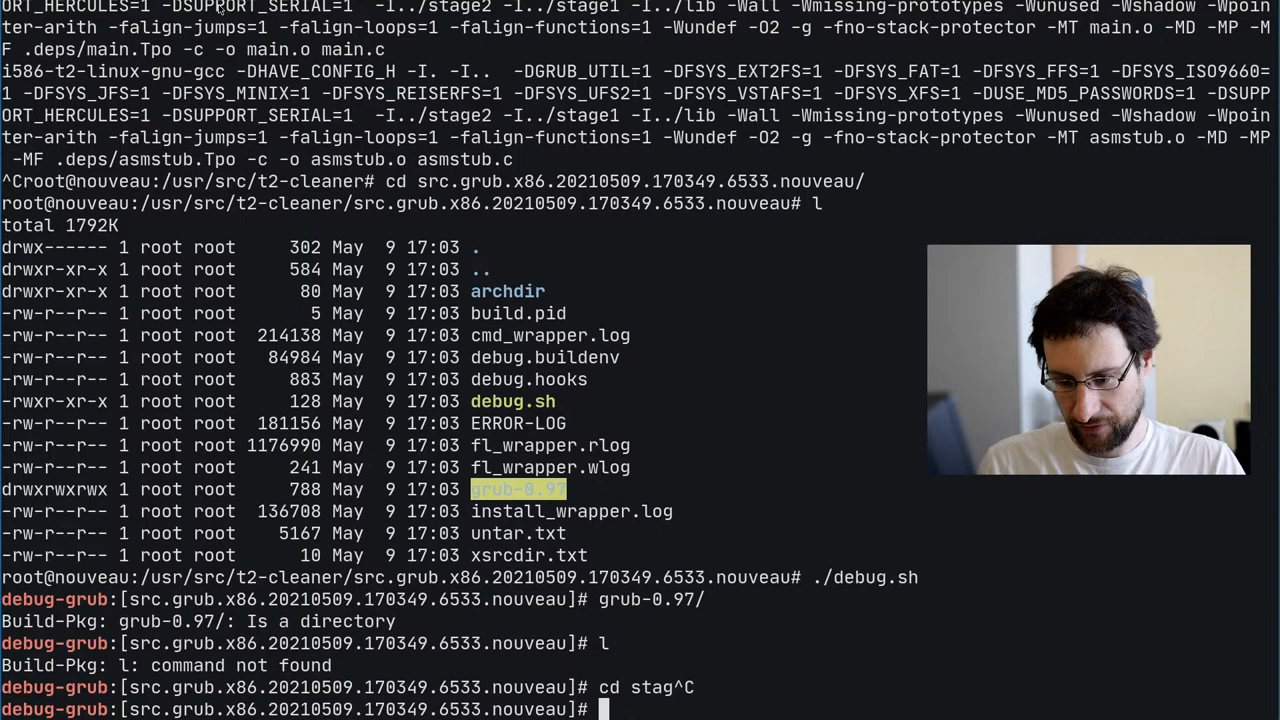 ORT_HERCULES=1 -DSUPPORT_SERIAL=1  -I../stage2 -I../stage1 -I../lib -Wall -Wmissing-prototypes -Wunused -Wshadow -Wpoin
ter-arith -falign-jumps=1 -falign-loops=1 -falign-functions=1 -Wundef -O2 -g -fno-stack-protector -MT main.o -MD -MP -M
F .deps/main.Tpo -c -o main.o main.c
i586-t2-linux-gnu-gcc -DHAVE_CONFIG_H -I. -I..  -DGRUB_UTIL=1 -DFSYS_EXT2FS=1 -DFSYS_FAT=1 -DFSYS_FFS=1 -DFSYS_ISO9660=
1 -DFSYS_JFS=1 -DFSYS_MINIX=1 -DFSYS_REISERFS=1 -DFSYS_UFS2=1 -DFSYS_VSTAFS=1 -DFSYS_XFS=1 -DUSE_MD5_PASSWORDS=1 -DSUPP
ORT_HERCULES=1 -DSUPPORT_SERIAL=1  -I../stage2 -I../stage1 -I../lib -Wall -Wmissing-prototypes -Wunused -Wshadow -Wpoin
ter-arith -falign-jumps=1 -falign-loops=1 -falign-functions=1 -Wundef -O2 -g -fno-stack-protector -MT asmstub.o -MD -MP
 -MF .deps/asmstub.Tpo -c -o asmstub.o asmstub.c
^Croot@nouveau:/usr/src/t2-cleaner# cd src.grub.x86.20210509.170349.6533.nouveau/
root@nouveau:/usr/src/t2-cleaner/src.grub.x86.20210509.170349.6533.nouveau# l
total 1792K
drwx------ 1 root root     302 May  9 17:03 .
drwxr-xr-x 1 root root     584 May  9 17:03 ..
drwxr-xr-x 1 root root      80 May  9 17:03 archdir
-rw-r--r-- 1 root root       5 May  9 17:03 build.pid
-rw-r--r-- 1 root root  214138 May  9 17:03 cmd_wrapper.log
-rw-r--r-- 1 root root   84984 May  9 17:03 debug.buildenv
-rw-r--r-- 1 root root     883 May  9 17:03 debug.hooks
-rwxr-xr-x 1 root root     128 May  9 17:03 debug.sh
-rw-r--r-- 1 root root  181156 May  9 17:03 ERROR-LOG
-rw-r--r-- 1 root root 1176990 May  9 17:03 fl_wrapper.rlog
-rw-r--r-- 1 root root     241 May  9 17:03 fl_wrapper.wlog
drwxrwxrwx 1 root root     788 May  9 17:03 grub-0.97
-rw-r--r-- 1 root root  136708 May  9 17:03 install_wrapper.log
-rw-r--r-- 1 root root    5167 May  9 17:03 untar.txt
-rw-r--r-- 1 root root      10 May  9 17:03 xsrcdir.txt
root@nouveau:/usr/src/t2-cleaner/src.grub.x86.20210509.170349.6533.nouveau# ./debug.sh
debug-grub:[src.grub.x86.20210509.170349.6533.nouveau]# grub-0.97/
Build-Pkg: grub-0.97/: Is a directory
debug-grub:[src.grub.x86.20210509.170349.6533.nouveau]# l
Build-Pkg: l: command not found
debug-grub:[src.grub.x86.20210509.170349.6533.nouveau]# cd stag^C
debug-grub:[src.grub.x86.20210509.170349.6533.nouveau]#